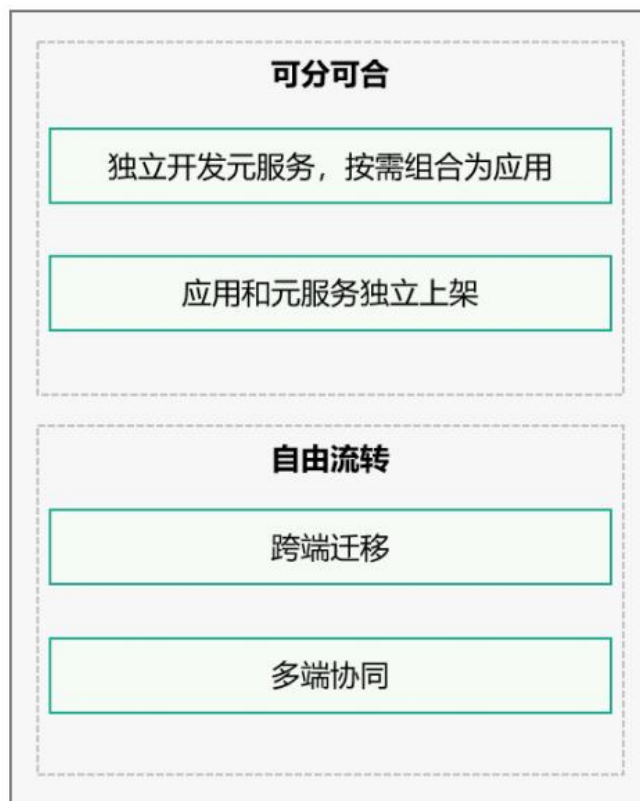 可分可合
独立开发元服务，按需组合为应用
应用和元服务独立上架
自由流转
跨端迁移
多端协同